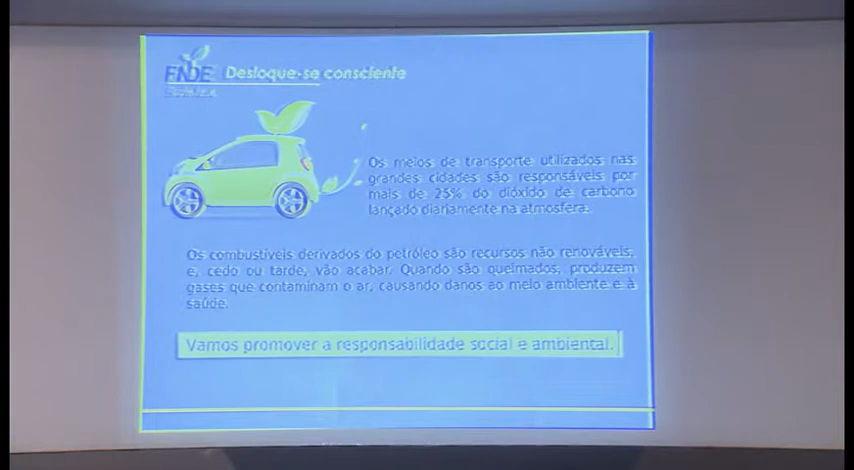 FNDE
Desloque-se consciente
Os meios de transporte utilizados nas
grandes cidades são responsáveis por
mais de 25% do dióxido de carbono
lançado diariamente na atmosfera.
Os combustíveis derivados do petróleo são recursos não renováveis,
e, cedo ou tarde, vão acabar. Quando são queimados, produzem
gases que contaminam o ar, causando danos ao meio ambiente e à
saúde.
Vamos promover a responsabilidade social e ambiental.